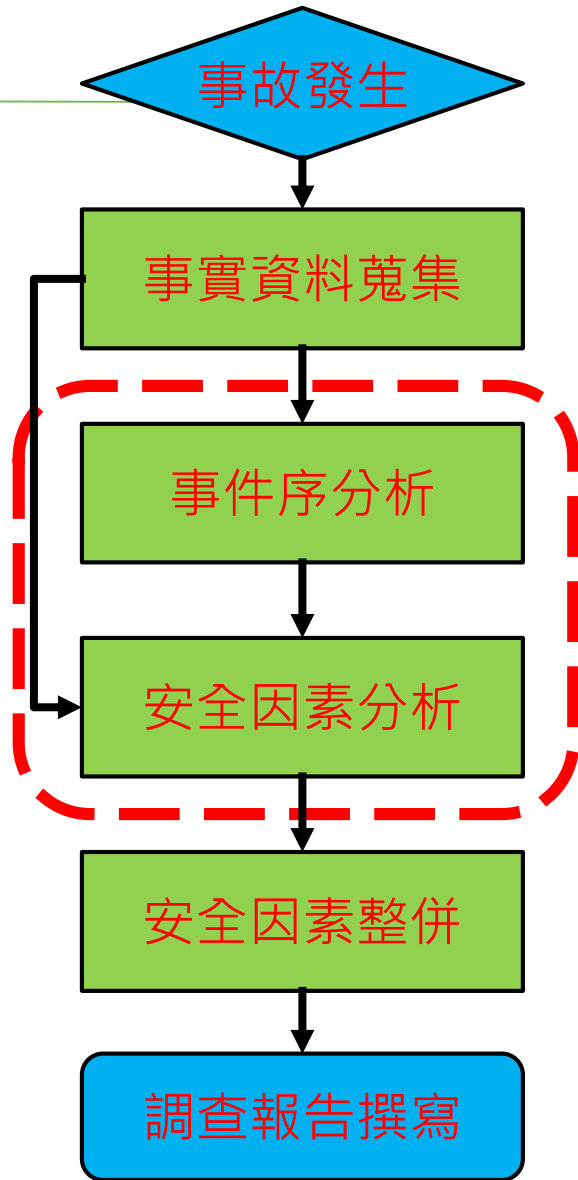 事故發生
事實資料蒐集
事件序分析
安全因素分析
安全因素整併
調查報告撰寫